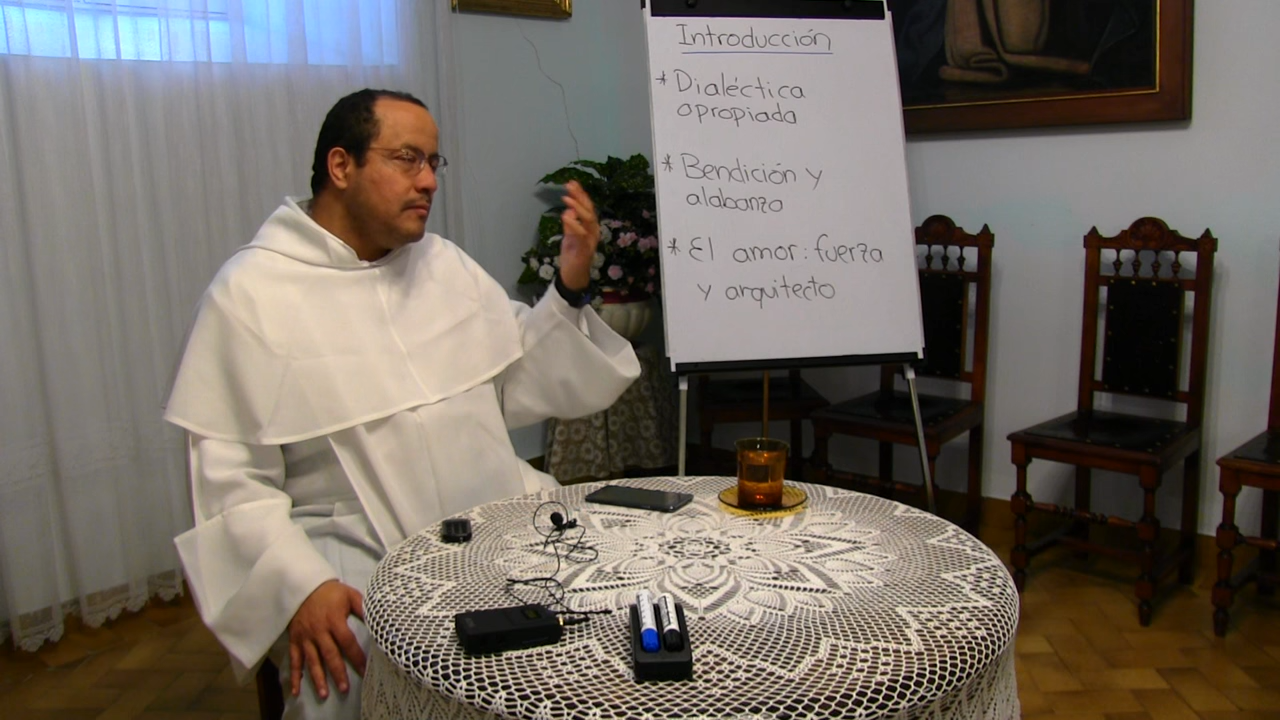 Introducción
* Dialéctica
apropiada
* Bendición y
alabanza
* El amor: fuerza
y arquitecto